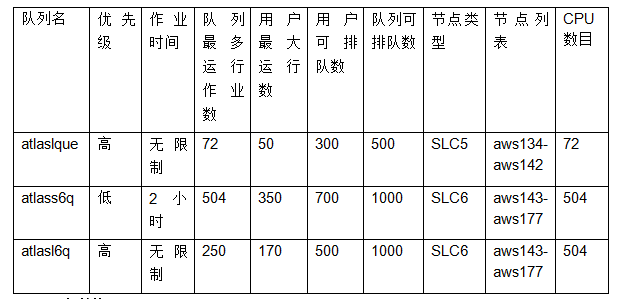 队列名 优先级 作业时间 队列最多运行作业数 用户最大运行数 用户可排队数 队列可排队数 节点类型 节点列表 CPU数目
atlaslque 高 无限制 72 50 300 500 SLC5 aws134-aws142 72
atlass6q 低 2小时 504 350 700 1000 SLC6 aws143-aws177 504
atlasl6q 高 无限制 250 170 500 1000 SLC6 aws143-aws177 504